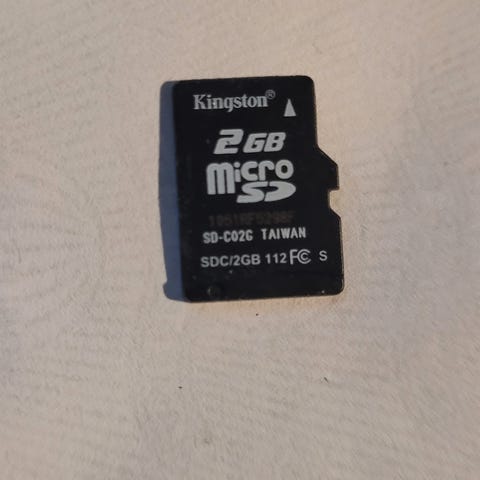 Kingston®
2GB
micro
SD
SD-C02G TAIWAN
SDC/2GB 112 FC S